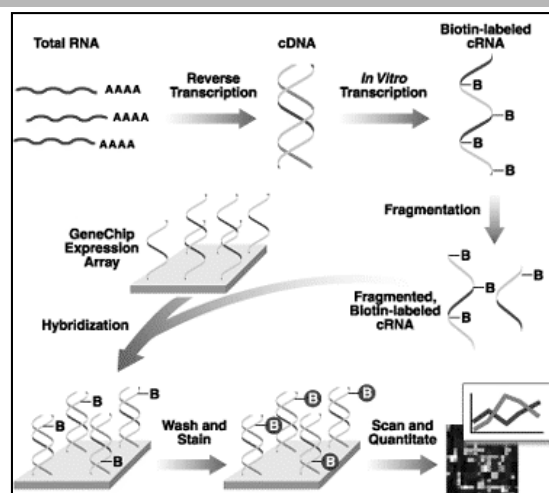 Total RNA
AAAA
AAAA
AAAA
Reverse
Transcription
cDNA
In Vitro
Transcription
Biotin-labeled
cRNA
B
B
B
B
Fragmentation
B
B
B
B
Fragmented,
Biotin-labeled
cRNA
GeneChip
Expression
Array
Hybridization
B
B
B
B
Wash and
Stain
B
B
B
B
Scan and
Quantitate